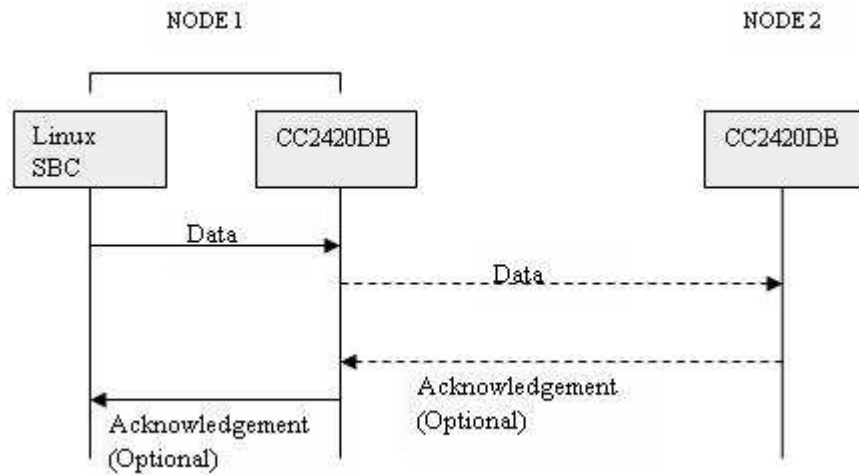 NODE 1
NODE 2
Linux
SBC
CC2420DB
CC2420DB
Data
Data
Acknowledgement
(Optional)
Acknowledgement
(Optional)